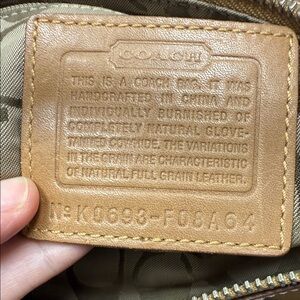 COACH
THIS IS A COACH BAG. IT WAS
HANDCRAFTED IN CHINA AND
INDIVIDUALLY BURNISHED OF
COMPLETELY NATURAL GLOVE-
TANNED COWHIDE. THE VARIATIONS
IN THE GRAIN ARE CHARACTERISTIC
OF NATURAL FULL GRAIN LEATHER.
Nº K0693-F08A64